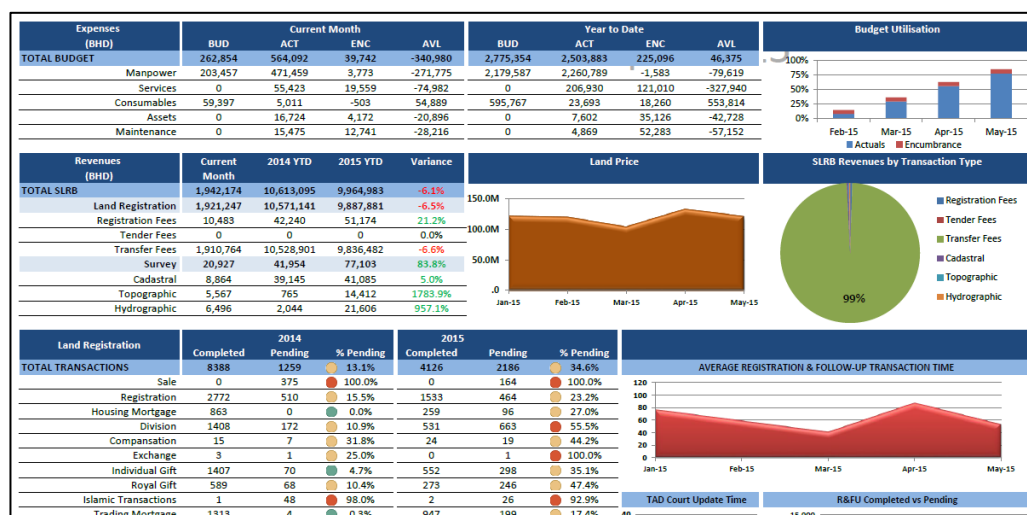 Expenses Current Month Year to Date Budget Utilisation
(BHD) BUD ACT ENC AVL BUD ACT ENC AVL
TOTAL BUDGET 262,854 564,092 39,742 -340,980 2,775,354 2,503,883 225,096 46,375
Manpower 203,457 471,459 3,773 -271,775 2,179,587 2,260,789 -1,583 -79,619
Services 0 55,423 19,559 -74,982 0 206,930 121,010 -327,940
Consumables 59,397 5,011 -503 54,889 595,767 23,693 18,260 553,814
Assets 0 16,724 4,172 -20,896 0 7,602 35,126 -42,728
Maintenance 0 15,475 12,741 -28,216 0 4,869 52,283 -57,152
100%
75%
50%
25%
0%
Feb-15 Mar-15 Apr-15 May-15
Actuals Encumbrance
Revenues Current 2014 YTD 2015 YTD Variance
(BHD) Month
TOTAL SLRB 1,942,174 10,613,095 9,964,983 -6.1%
Land Registration 1,921,247 10,571,141 9,887,881 -6.5%
Registration Fees 10,483 42,240 51,174 21.2%
Tender Fees 0 0 0 0.0%
Transfer Fees 1,910,764 10,528,901 9,836,482 -6.6%
Survey 20,927 41,954 77,103 83.8%
Cadastral 8,864 39,145 41,085 5.0%
Topographic 5,567 765 14,412 1783.9%
Hydrographic 6,496 2,044 21,606 957.1%
Land Price
150.0M
100.0M
50.0M
.0
Jan-15 Feb-15 Mar-15 Apr-15 May-15
SLRB Revenues by Transaction Type
99%
Registration Fees
Tender Fees
Transfer Fees
Cadastral
Topographic
Hydrographic
Land Registration 2014 2015
Completed Pending % Pending Completed Pending % Pending
TOTAL TRANSACTIONS 8388 1259 13.1% 4126 2186 34.6%
Sale 0 375 100.0% 0 164 100.0%
Registration 2772 510 15.5% 1533 464 23.2%
Housing Mortgage 863 0 0.0% 259 96 27.0%
Division 1408 172 10.9% 531 663 55.5%
Compansation 15 7 31.8% 24 19 44.2%
Exchange 3 1 25.0% 0 1 100.0%
Individual Gift 1407 70 4.7% 552 298 35.1%
Royal Gift 589 68 10.4% 273 246 47.4%
Islamic Transactions 1 48 98.0% 2 26 92.9%
Trading Mortgage 1313 4 0.3% 947 199 17.4%
AVERAGE REGISTRATION & FOLLOW-UP TRANSACTION TIME
120
100
80
60
40
20
0
Jan-15 Feb-15 Mar-15 Apr-15 May-15
TAD Court Update Time R&FU Completed vs Pending
40 15,000